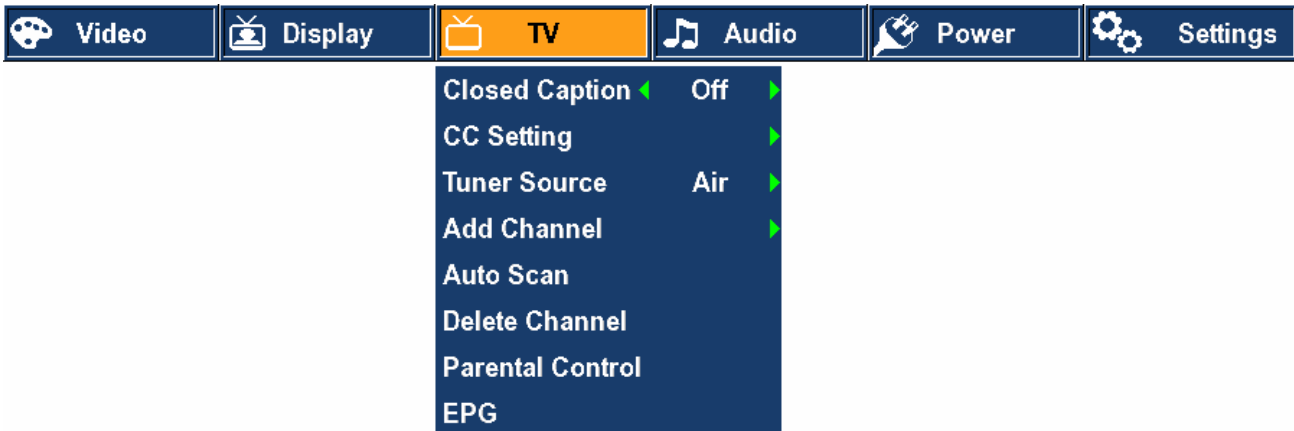 Video Display TV Audio Power Settings
Closed Caption Off
CC Setting
Tuner Source Air
Add Channel
Auto Scan
Delete Channel
Parental Control
EPG